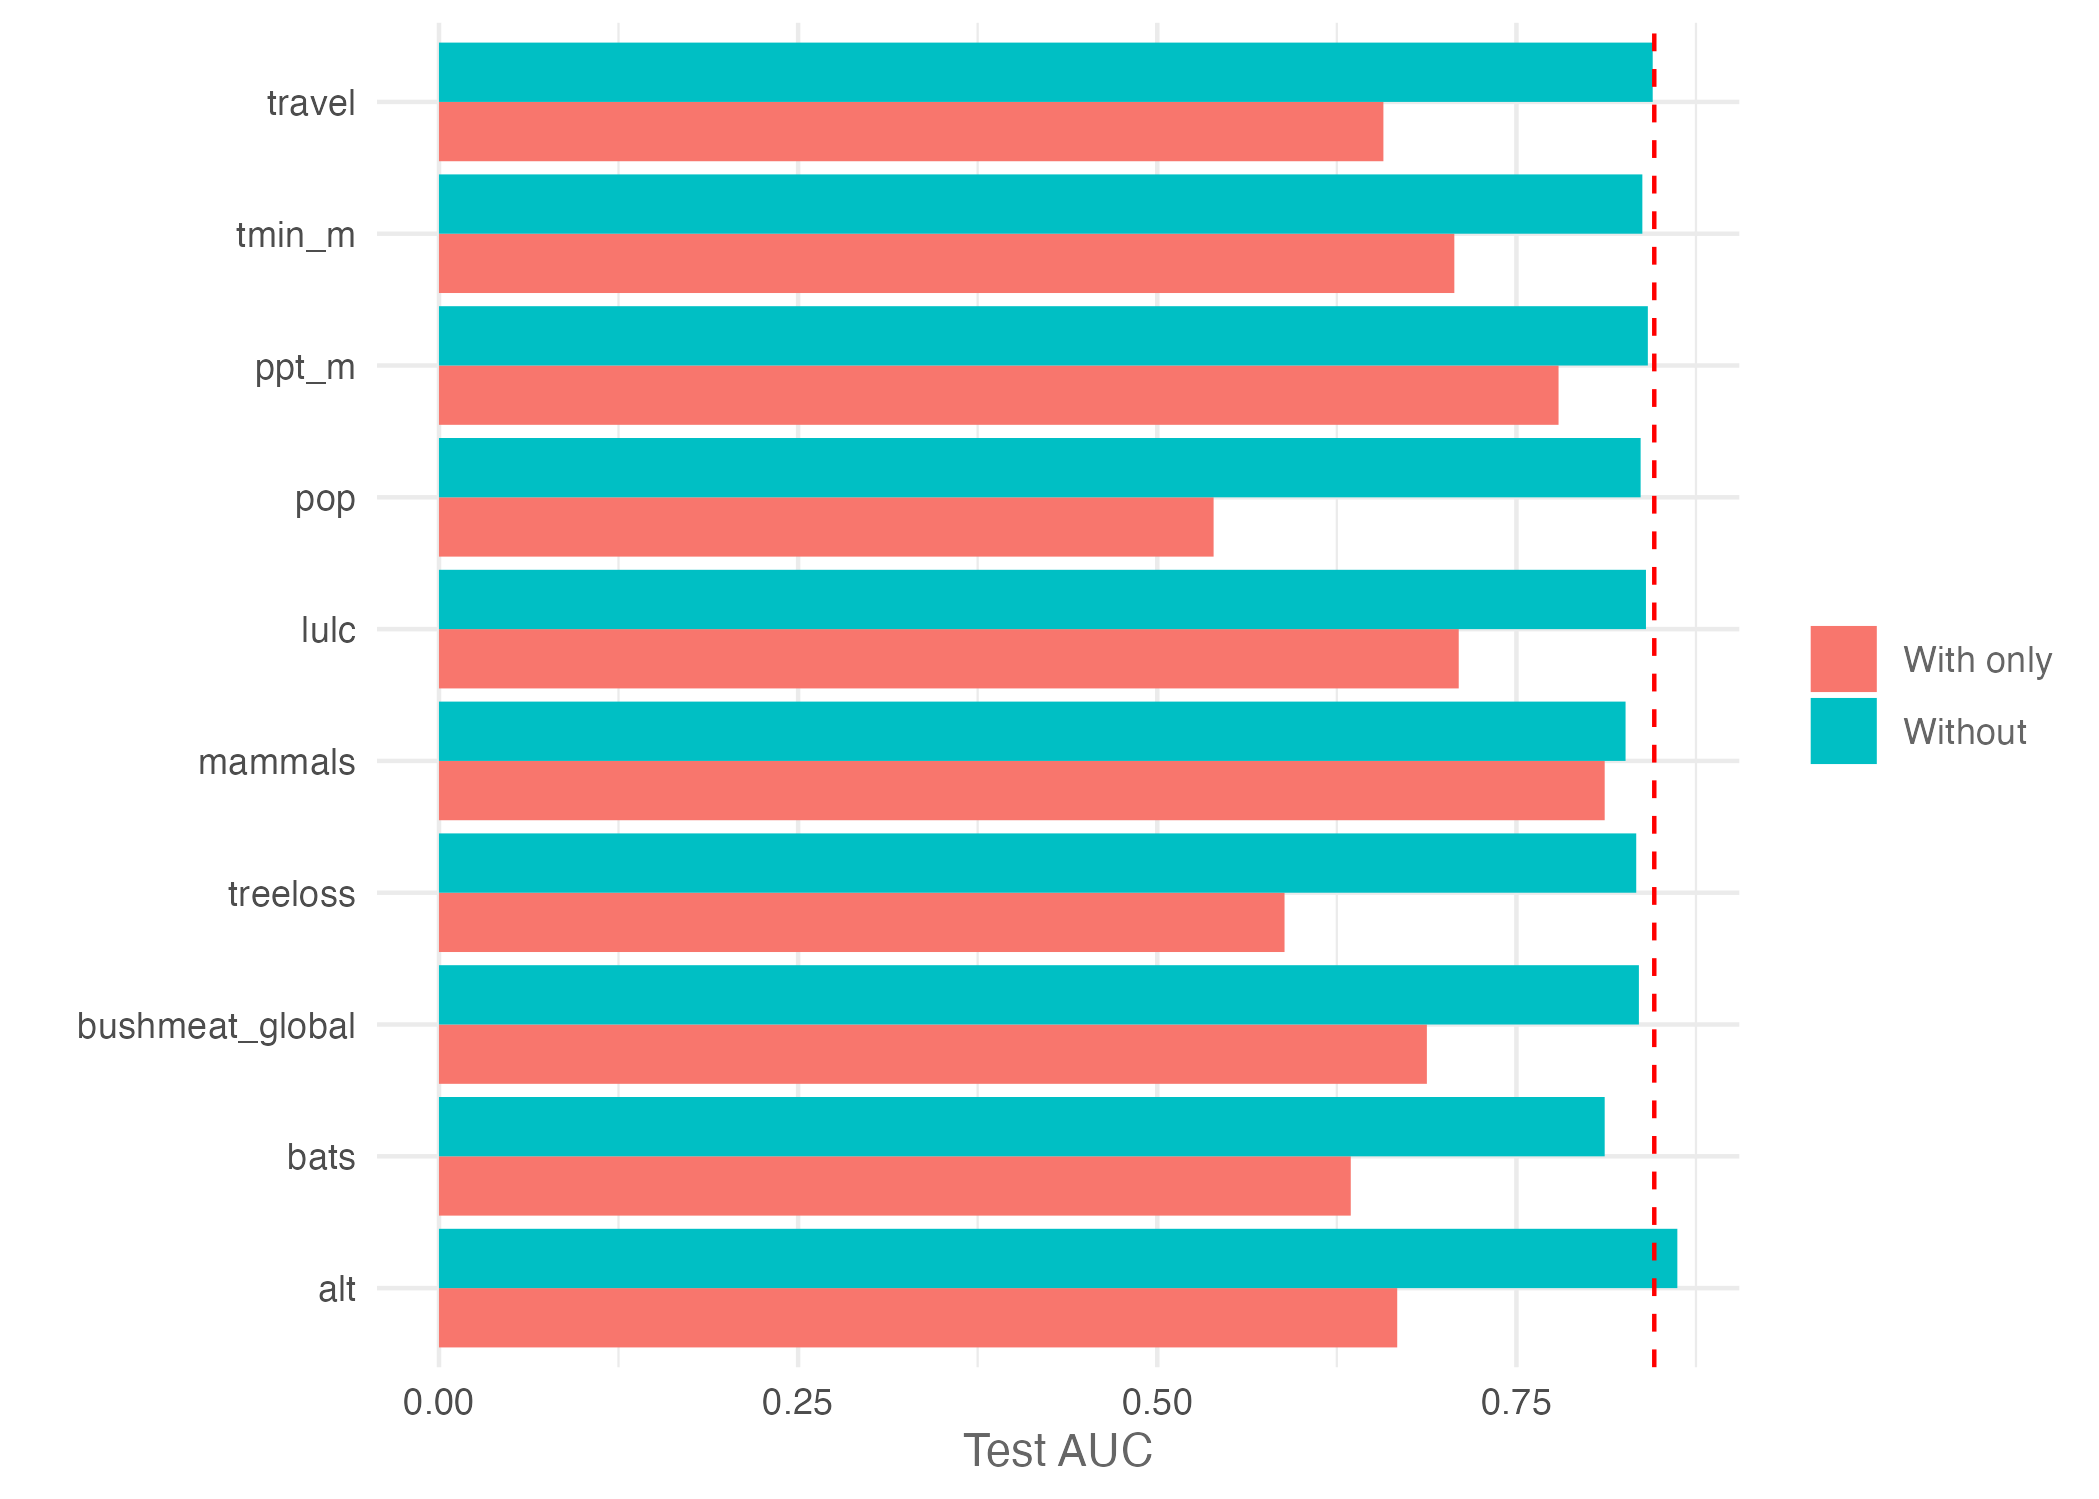 travel
tmin_m
ppt_m
pop
lulc
mammals
treeloss
bushmeat_global
bats
alt
0.00 0.25 0.50 0.75
Test AUC
With only
Without